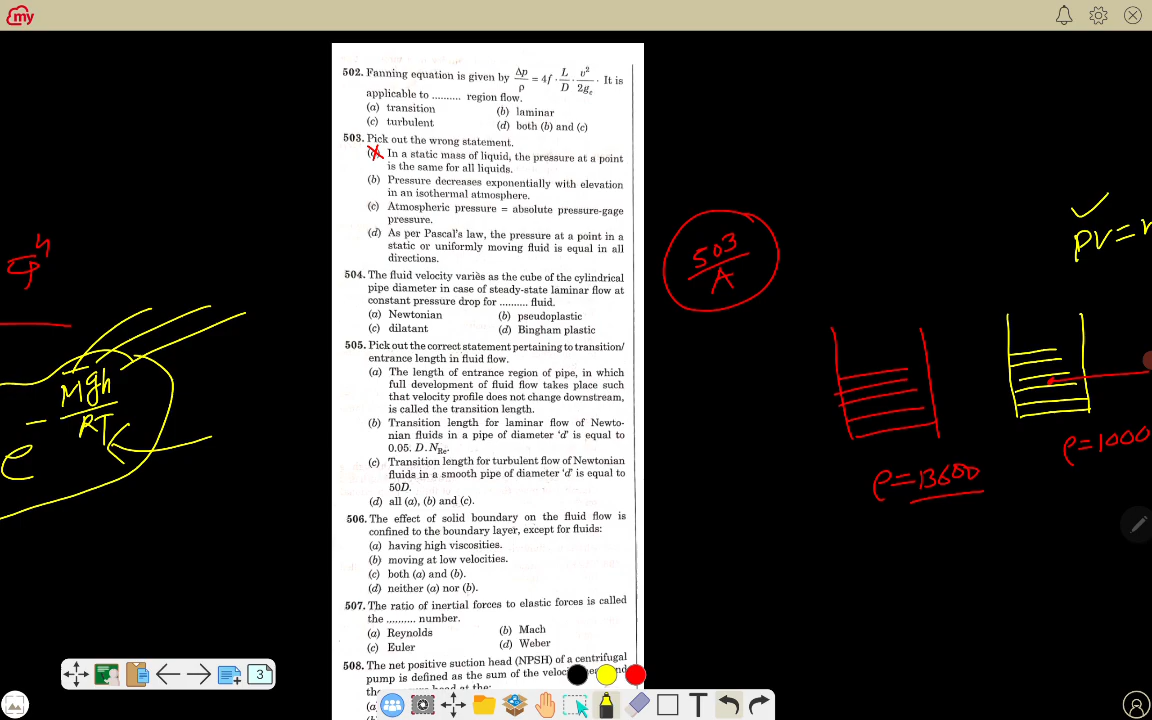 my
502. Fanning equation is given by Δp/ρ = 4f · L/D · v²/2g_c . It is
applicable to .......... region flow.
(a) transition (b) laminar
(c) turbulent (d) both (b) and (c)
503. Pick out the wrong statement.
In a static mass of liquid, the pressure at a point
is the same for all liquids.
(b) Pressure decreases exponentially with elevation
in an isothermal atmosphere.
(c) Atmospheric pressure = absolute pressure-gage
pressure.
(d) As per Pascal's law, the pressure at a point in a
static or uniformly moving fluid is equal in all
directions.
504. The fluid velocity varies as the cube of the cylindrical
pipe diameter in case of steady-state laminar flow at
constant pressure drop for .......... fluid.
(a) Newtonian (b) pseudoplastic
(c) dilatant (d) Bingham plastic
505. Pick out the correct statement pertaining to transition/
entrance length in fluid flow.
(a) The length of entrance region of pipe, in which
full development of fluid flow takes place such
that velocity profile does not change downstream,
is called the transition length.
(b) Transition length for laminar flow of Newto-
nian fluids in a pipe of diameter 'd' is equal to
0.05. D.N_Re.
(c) Transition length for turbulent flow of Newtonian
fluids in a smooth pipe of diameter 'd' is equal to
50D.
(d) all (a), (b) and (c).
506. The effect of solid boundary on the fluid flow is
confined to the boundary layer, except for fluids:
(a) having high viscosities.
(b) moving at low velocities.
(c) both (a) and (b).
(d) neither (a) nor (b).
507. The ratio of inertial forces to elastic forces is called
the .......... number.
(a) Reynolds (b) Mach
(c) Euler (d) Weber
508. The net positive suction head (NPSH) of a centrifugal
pump is defined as the sum of the
head at the:
(a)
503/A
PV=
ρ=13600
ρ=1000
e - Mgh/RT
3